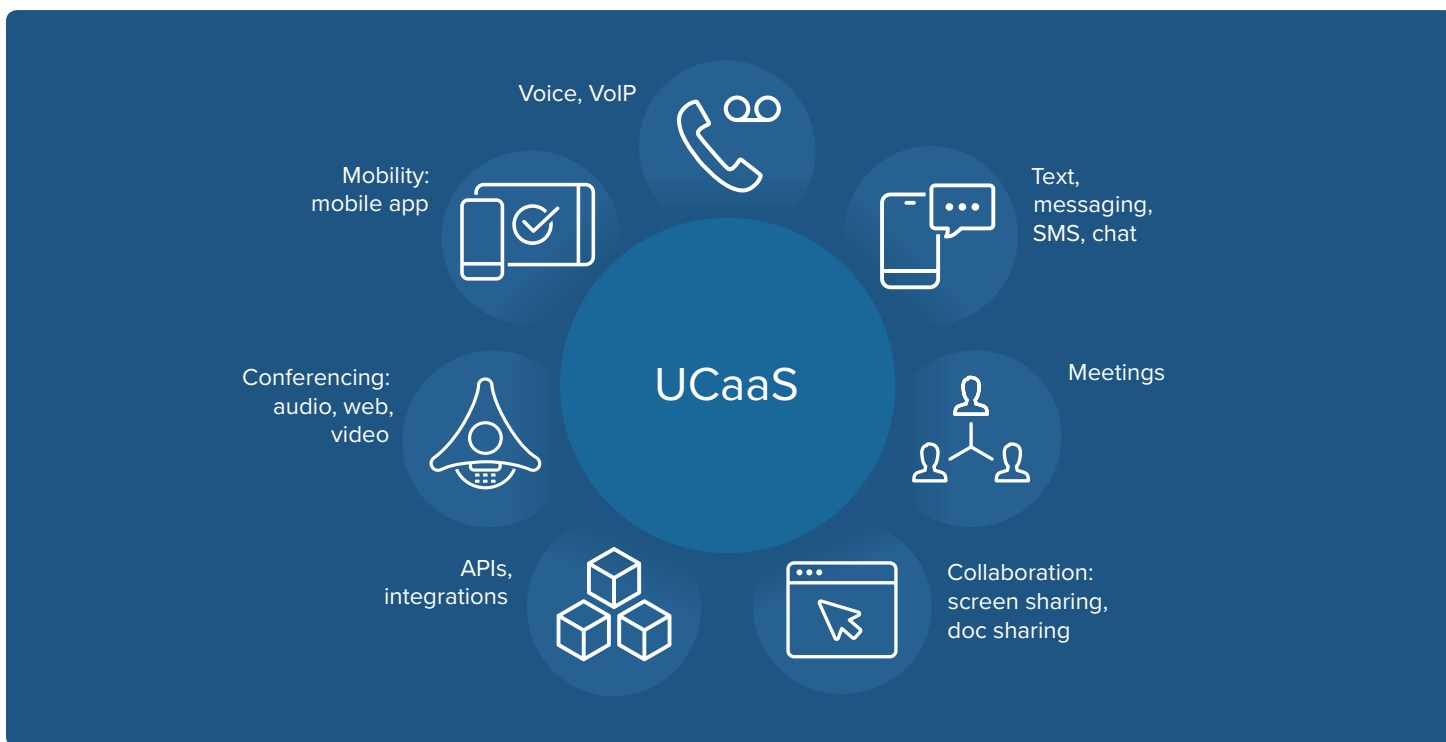 Voice, VoIP
Text,
messaging,
SMS, chat
Meetings
Collaboration:
screen sharing,
doc sharing
APIs,
integrations
Conferencing:
audio, web,
video
Mobility:
mobile app
UCaaS